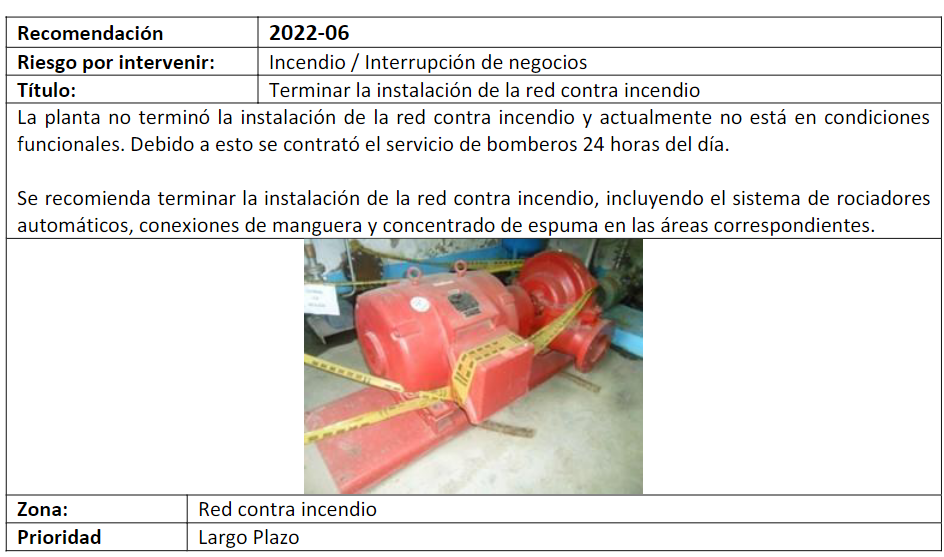 Recomendación 2022-06
Riesgo por intervenir: Incendio / Interrupción de negocios
Título: Terminar la instalación de la red contra incendio
La planta no terminó la instalación de la red contra incendio y actualmente no está en condiciones
funcionales. Debido a esto se contrató el servicio de bomberos 24 horas del día.
Se recomienda terminar la instalación de la red contra incendio, incluyendo el sistema de rociadores
automáticos, conexiones de manguera y concentrado de espuma en las áreas correspondientes.
Zona: Red contra incendio
Prioridad Largo Plazo